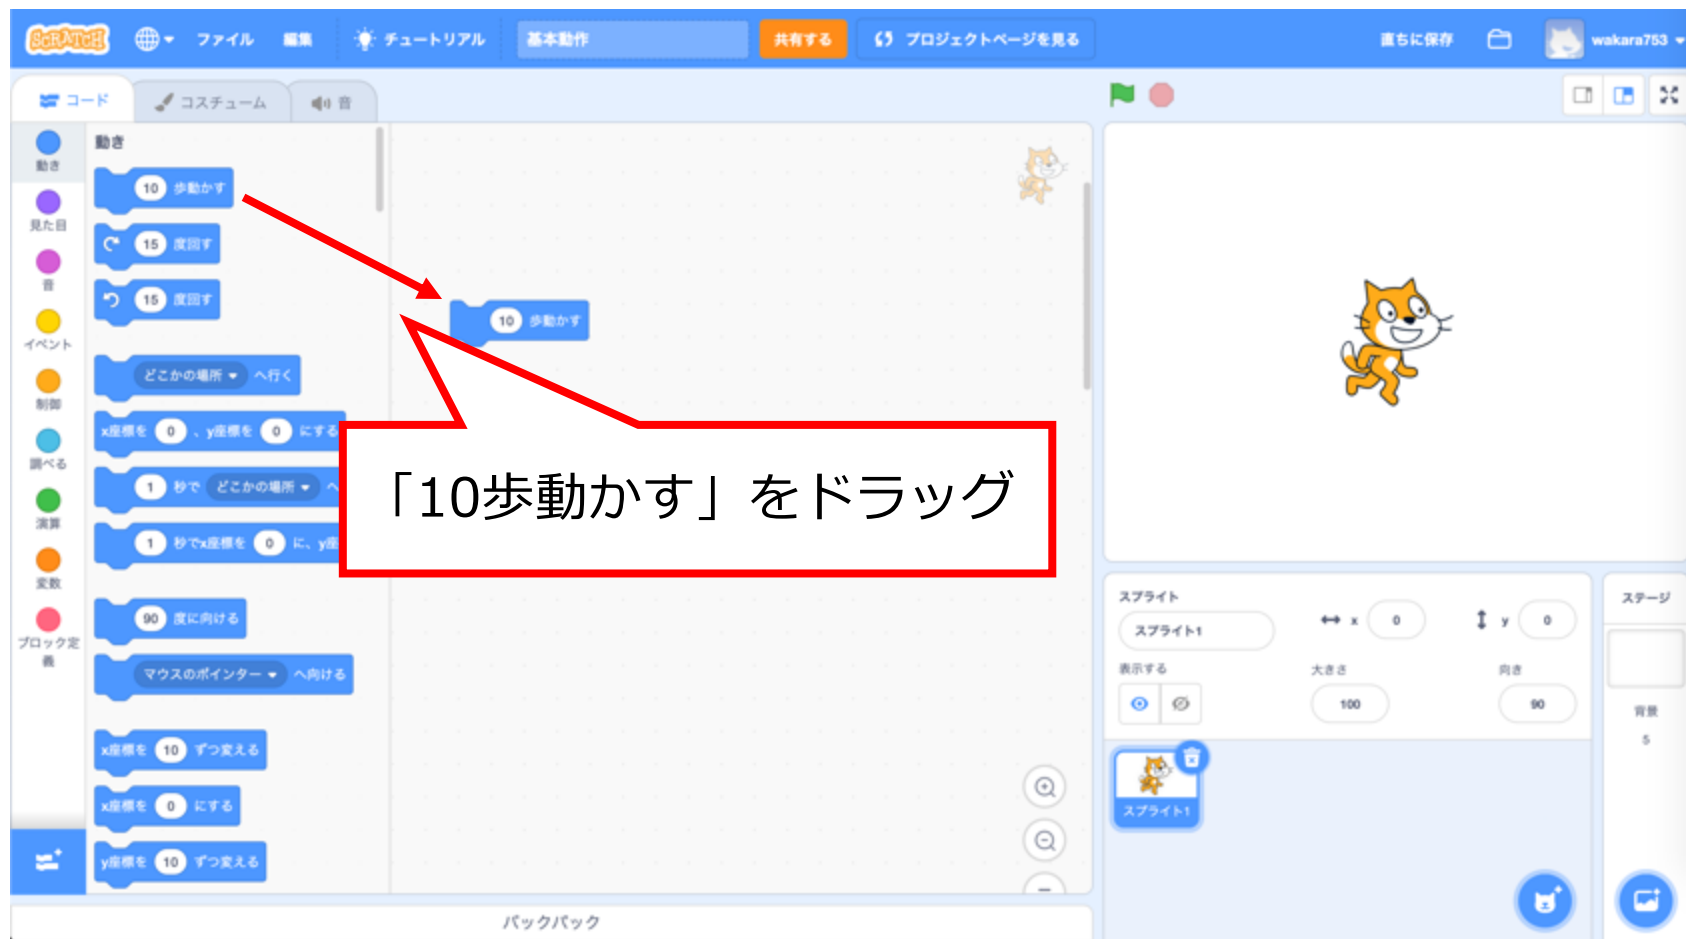 SCRATCH
ファイル
編集
チュートリアル
基本動作
共有する
プロジェクトページを見る
直ちに保存
wakara753
コード
コスチューム
音
動き
見た目
音
イベント
制御
調べる
演算
変数
ブロック定
義
動き
10 歩動かす
15 度回す
15 度回す
どこかの場所 へ行く
x座標を 0 、y座標を 0 にする
1 秒で どこかの場所 へ
1 秒でx座標を 0 に、y座
90 度に向ける
マウスのポインター へ向ける
x座標を 10 ずつ変える
x座標を 0 にする
y座標を 10 ずつ変える
10 歩動かす
「10歩動かす」をドラッグ
バックパック
スプライト
スプライト1
x 0
y 0
表示する
大きさ
100
向き
90
スプライト1
ステージ
背景
5